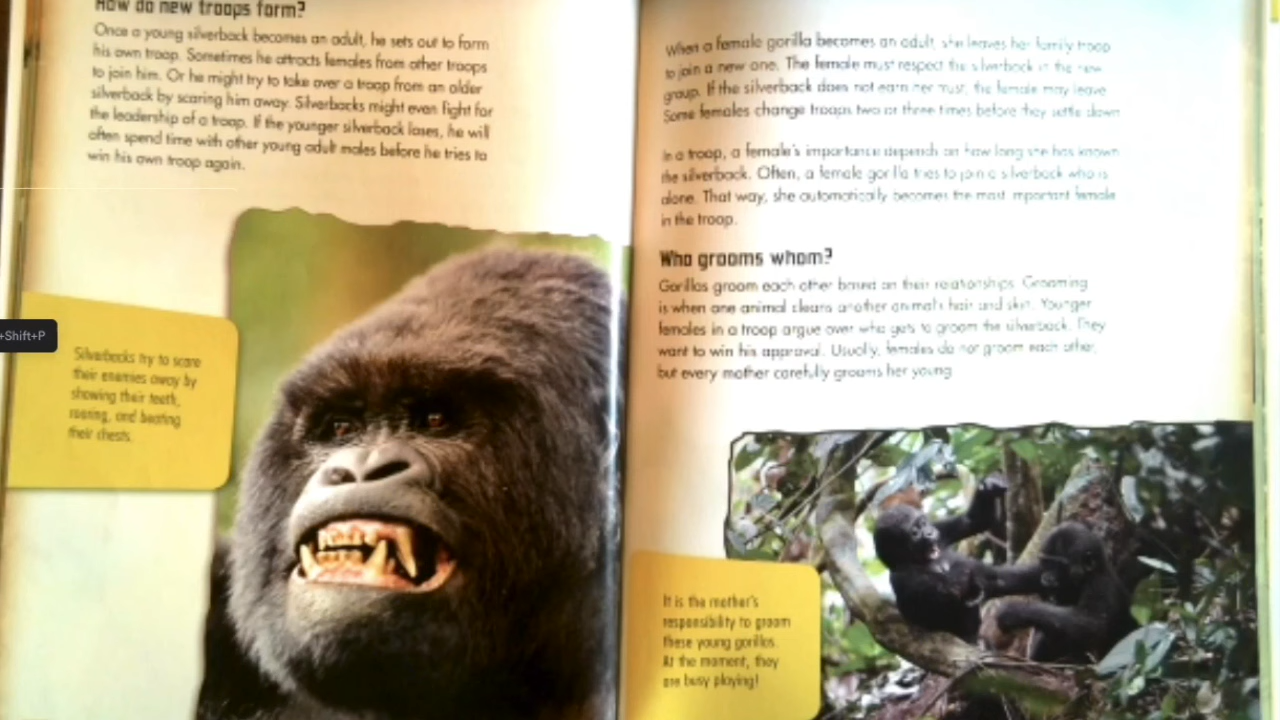 How do new troops form?
Once a young silverback becomes an adult, he sets out to form
his own troop. Sometimes he attracts females from other troops
to join him. Or he might try to take over a troop from an older
silverback by scaring him away. Silverbacks might even fight for
the leadership of a troop. If the younger silverback loses, he will
often spend time with other young adult males before he tries to
win his own troop again.
+Shift+P
Silverbacks try to scare
their enemies away by
showing their teeth,
roaring, and beating
their chests.
When a female gorilla becomes an adult, she leaves her family troop
to join a new one. The female must respect the silverback in the new
group. If the silverback does not earn her trust, the female may leave.
Some females change troops two or three times before they settle down.
In a troop, a female's importance depends on how long she has known
the silverback. Often, a female gorilla tries to join a silverback who is
alone. That way, she automatically becomes the most important female
in the troop.
Who grooms whom?
Gorillas groom each other based on their relationships. Grooming
is when one animal cleans another animal's hair and skin. Younger
females in a troop argue over who gets to groom the silverback. They
want to win his approval. Usually, females do not groom each other,
but every mother carefully grooms her young.
It is the mother's
responsibility to groom
these young gorillas.
At the moment, they
are busy playing!